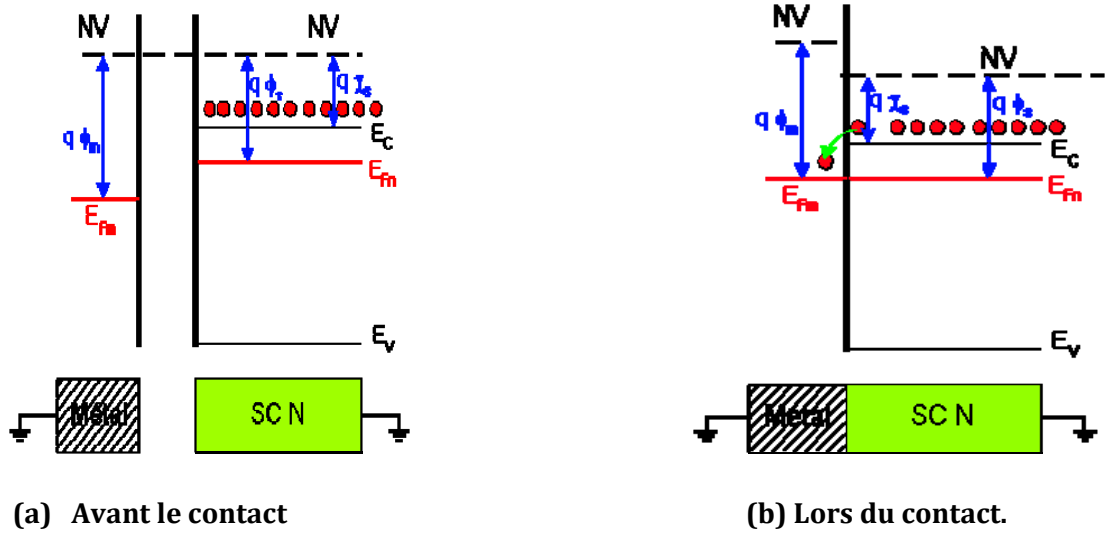 NV NV NV NV
q ϕs q χs q χs q ϕs
q ϕm q ϕm
Ec Ec
Efn Efm Efn
Efm
Ev Ev
Métal SC N Metal SC N
(a) Avant le contact (b) Lors du contact.